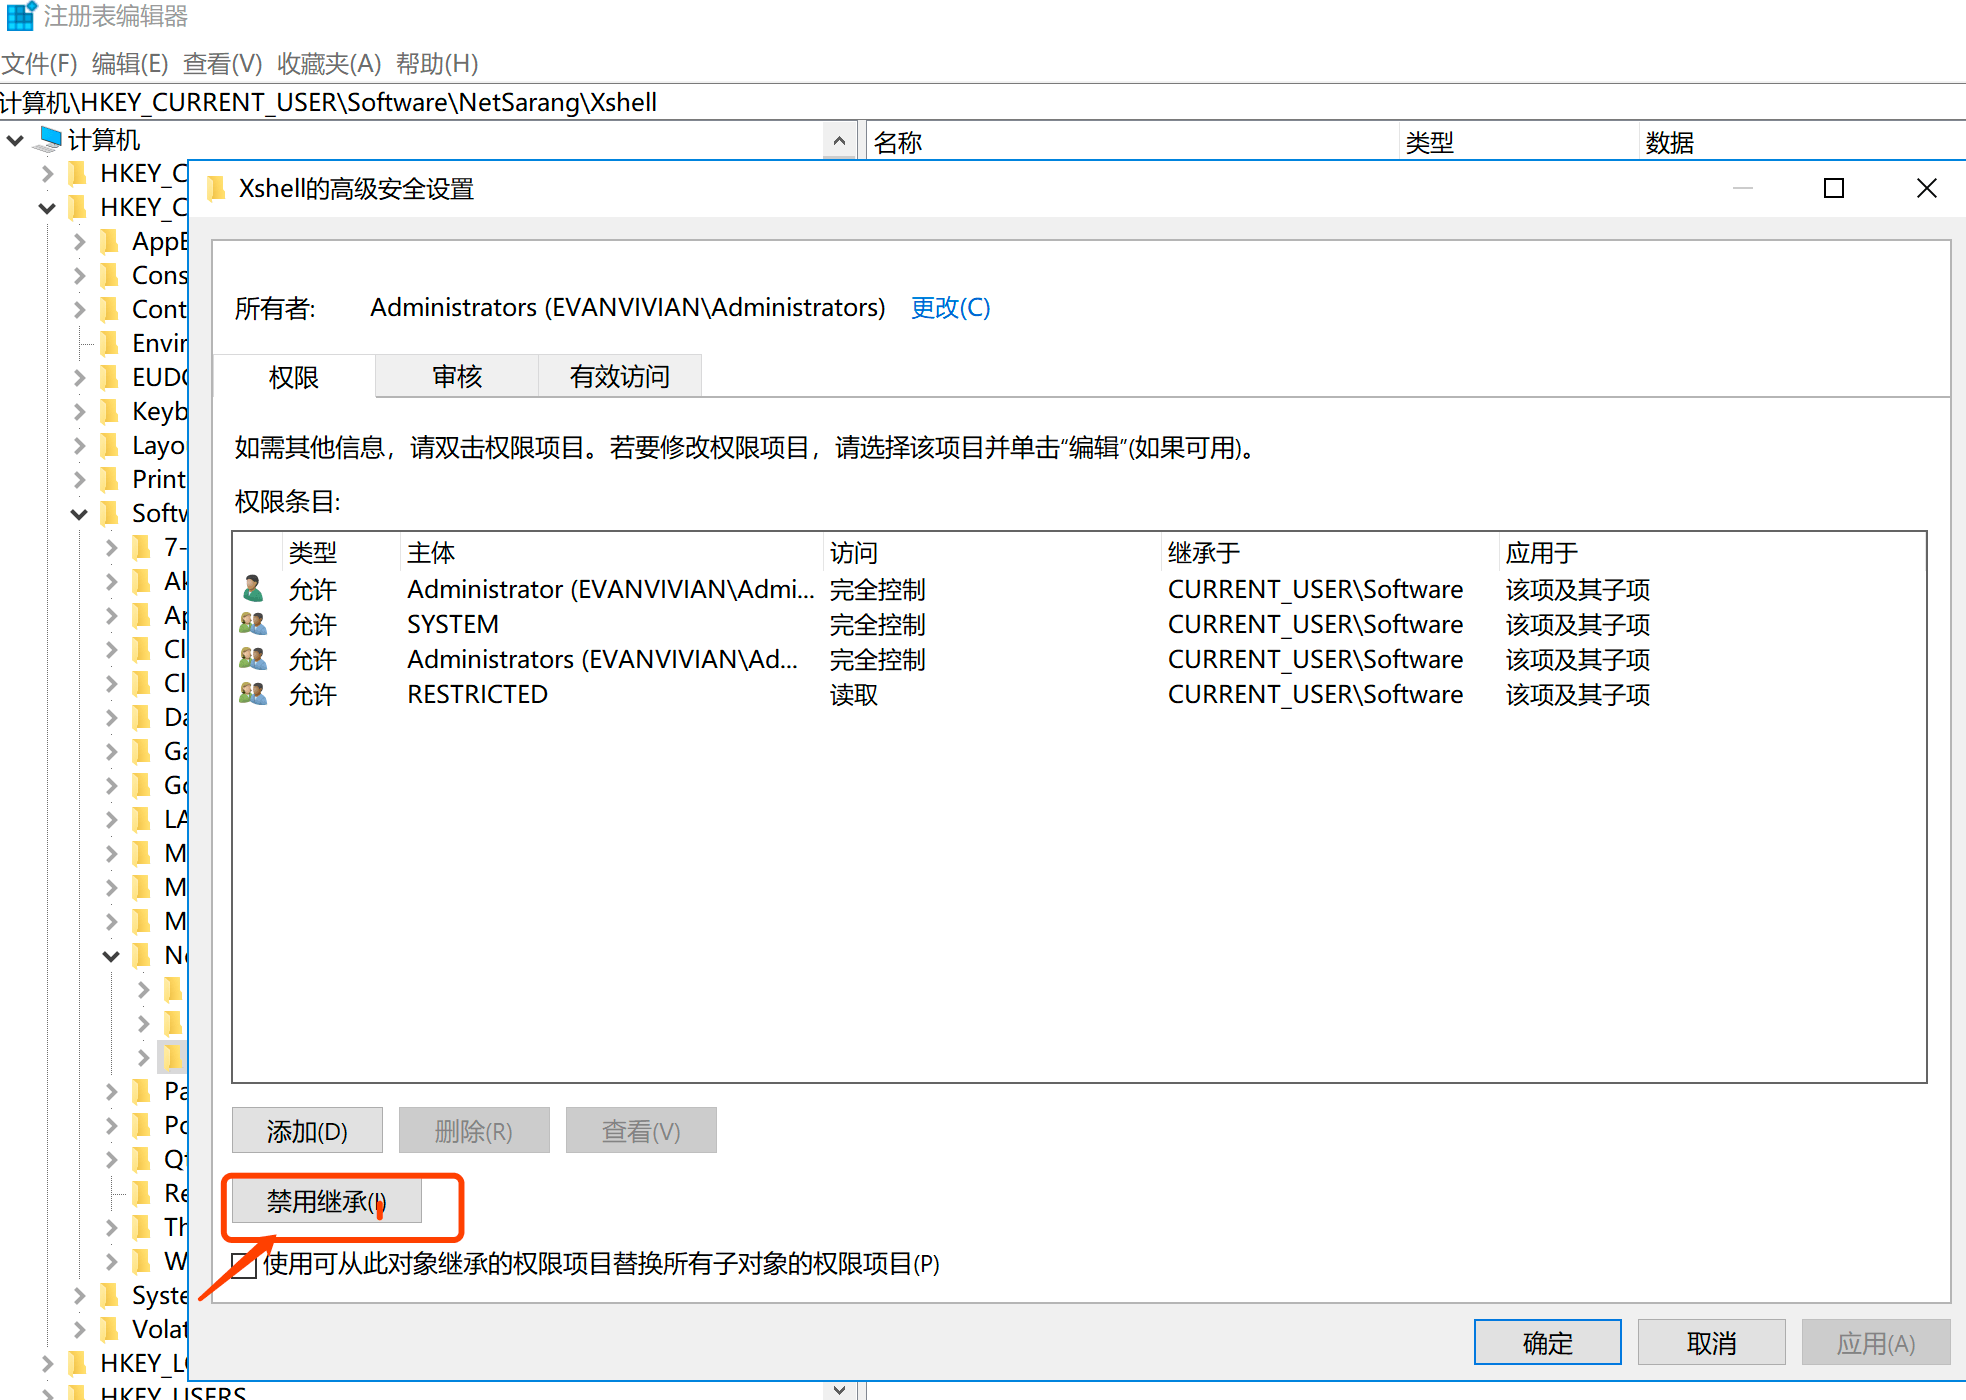 注册表编辑器
文件(F) 编辑(E) 查看(V) 收藏夹(A) 帮助(H)
计算机\HKEY_CURRENT_USER\Software\NetSarang\Xshell
计算机
名称 类型 数据
HKEY_C
HKEY_C
AppE
Cons
Cont
Envir
EUDC
Keyb
Layou
Print
Softw
7-
Ak
Ap
Cl
Cl
Da
Ga
Go
LA
M
M
M
Ne
Pa
Po
Qt
Re
Th
W
Syste
Volat
HKEY_LO
HKEY_USERS
Xshell的高级安全设置
所有者: Administrators (EVANVIVIAN\Administrators) 更改(C)
权限 审核 有效访问
如需其他信息，请双击权限项目。若要修改权限项目，请选择该项目并单击“编辑”(如果可用)。
权限条目:
类型 主体 访问 继承于 应用于
允许 Administrator (EVANVIVIAN\Admi... 完全控制 CURRENT_USER\Software 该项及其子项
允许 SYSTEM 完全控制 CURRENT_USER\Software 该项及其子项
允许 Administrators (EVANVIVIAN\Ad... 完全控制 CURRENT_USER\Software 该项及其子项
允许 RESTRICTED 读取 CURRENT_USER\Software 该项及其子项
添加(D) 删除(R) 查看(V)
禁用继承(I)
使用可从此对象继承的权限项目替换所有子对象的权限项目(P)
确定 取消 应用(A)